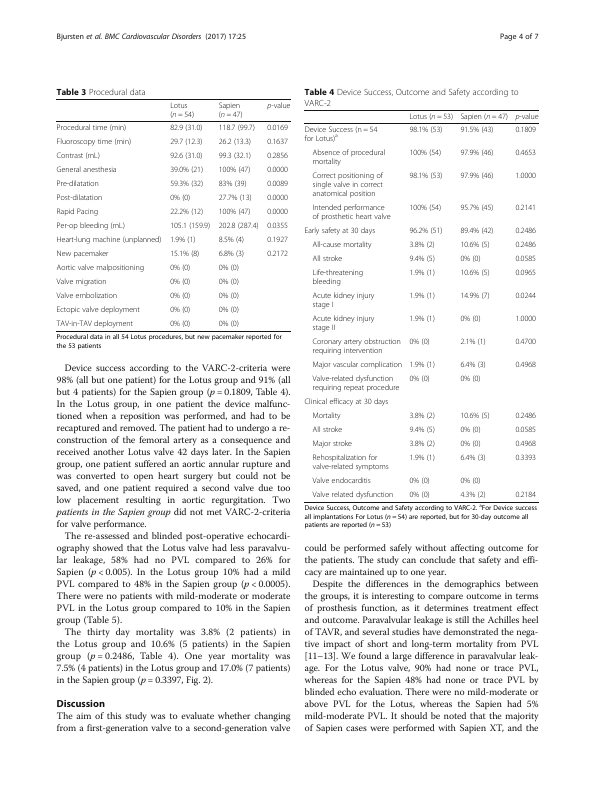 Bjursten et al. BMC Cardiovascular Disorders (2017) 17:25
Page 4 of 7
Table 3 Procedural data
Lotus (n = 54) Sapien (n = 47) p-value
Procedural time (min) 82.9 (31.0) 118.7 (99.7) 0.0169
Fluoroscopy time (min) 29.7 (12.3) 26.2 (13.3) 0.1637
Contrast (mL) 92.6 (31.0) 99.3 (32.1) 0.2856
General anesthesia 39.0% (21) 100% (47) 0.0000
Pre-dilatation 59.3% (32) 83% (39) 0.0089
Post-dilatation 0% (0) 27.7% (13) 0.0000
Rapid Pacing 22.2% (12) 100% (47) 0.0000
Per-op bleeding (mL) 105.1 (159.9) 202.8 (287.4) 0.0355
Heart-lung machine (unplanned) 1.9% (1) 8.5% (4) 0.1927
New pacemaker 15.1% (8) 6.8% (3) 0.2172
Aortic valve malpositioning 0% (0) 0% (0)
Valve migration 0% (0) 0% (0)
Valve embolization 0% (0) 0% (0)
Ectopic valve deployment 0% (0) 0% (0)
TAV-in-TAV deployment 0% (0) 0% (0)
Procedural data in all 54 Lotus procedures, but new pacemaker reported for
the 53 patients
Device success according to the VARC-2-criteria were
98% (all but one patient) for the Lotus group and 91% (all
but 4 patients) for the Sapien group (p = 0.1809, Table 4).
In the Lotus group, in one patient the device malfunc-
tioned when a reposition was performed, and had to be
recaptured and removed. The patient had to undergo a re-
construction of the femoral artery as a consequence and
received another Lotus valve 42 days later. In the Sapien
group, one patient suffered an aortic annular rupture and
was converted to open heart surgery but could not be
saved, and one patient required a second valve due too
low placement resulting in aortic regurgitation. Two
patients in the Sapien group did not met VARC-2-criteria
for valve performance.
The re-assessed and blinded post-operative echocardi-
ography showed that the Lotus valve had less paravalvu-
lar leakage, 58% had no PVL compared to 26% for
Sapien (p < 0.005). In the Lotus group 10% had a mild
PVL compared to 48% in the Sapien group (p < 0.0005).
There were no patients with mild-moderate or moderate
PVL in the Lotus group compared to 10% in the Sapien
group (Table 5).
The thirty day mortality was 3.8% (2 patients) in
the Lotus group and 10.6% (5 patients) in the Sapien
group (p = 0.2486, Table 4). One year mortality was
7.5% (4 patients) in the Lotus group and 17.0% (7 patients)
in the Sapien group (p = 0.3397, Fig. 2).
Discussion
The aim of this study was to evaluate whether changing
from a first-generation valve to a second-generation valve
Table 4 Device Success, Outcome and Safety according to
VARC-2
Lotus (n = 53) Sapien (n = 47) p-value
Device Success (n = 54 for Lotus)a 98.1% (53) 91.5% (43) 0.1809
Absence of procedural mortality 100% (54) 97.9% (46) 0.4653
Correct positioning of single valve in correct anatomical position 98.1% (53) 97.9% (46) 1.0000
Intended performance of prosthetic heart valve 100% (54) 95.7% (45) 0.2141
Early safety at 30 days 96.2% (51) 89.4% (42) 0.2486
All-cause mortality 3.8% (2) 10.6% (5) 0.2486
All stroke 9.4% (5) 0% (0) 0.0585
Life-threatening bleeding 1.9% (1) 10.6% (5) 0.0965
Acute kidney injury stage I 1.9% (1) 14.9% (7) 0.0244
Acute kidney injury stage II 1.9% (1) 0% (0) 1.0000
Coronary artery obstruction requiring intervention 0% (0) 2.1% (1) 0.4700
Major vascular complication 1.9% (1) 6.4% (3) 0.4968
Valve-related dysfunction requiring repeat procedure 0% (0) 0% (0)
Clinical efficacy at 30 days
Mortality 3.8% (2) 10.6% (5) 0.2486
All stroke 9.4% (5) 0% (0) 0.0585
Major stroke 3.8% (2) 0% (0) 0.4968
Rehospitalization for valve-related symptoms 1.9% (1) 6.4% (3) 0.3393
Valve endocarditis 0% (0) 0% (0)
Valve related dysfunction 0% (0) 4.3% (2) 0.2184
Device Success, Outcome and Safety according to VARC-2. aFor Device success
all implantations For Lotus (n = 54) are reported, but for 30-day outcome all
patients are reported (n = 53)
could be performed safely without affecting outcome for
the patients. The study can conclude that safety and effi-
cacy are maintained up to one year.
Despite the differences in the demographics between
the groups, it is interesting to compare outcome in terms
of prosthesis function, as it determines treatment effect
and outcome. Paravalvular leakage is still the Achilles heel
of TAVR, and several studies have demonstrated the nega-
tive impact of short and long-term mortality from PVL
[11–13]. We found a large difference in paravalvular leak-
age. For the Lotus valve, 90% had none or trace PVL,
whereas for the Sapien 48% had none or trace PVL by
blinded echo evaluation. There were no mild-moderate or
above PVL for the Lotus, whereas the Sapien had 5%
mild-moderate PVL. It should be noted that the majority
of Sapien cases were performed with Sapien XT, and the